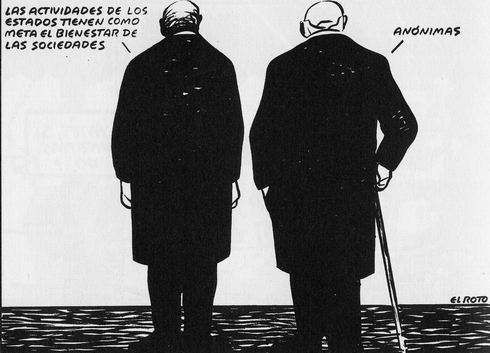 LAS ACTIVIDADES DE LOS
ESTADOS TIENEN COMO
META EL BIENESTAR DE
LAS SOCIEDADES
ANÓNIMAS
EL ROTO